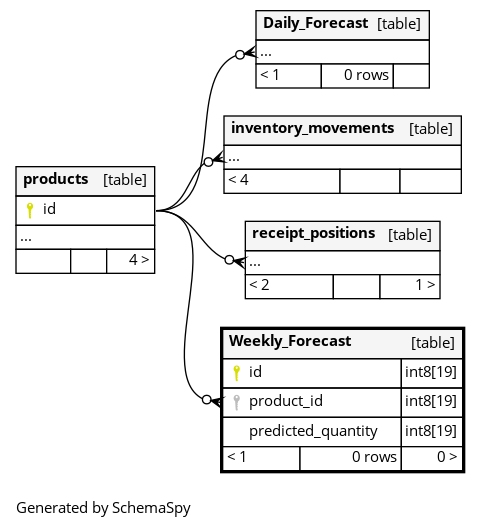 Daily_Forecast [table]
...
< 1 0 rows
inventory_movements [table]
...
< 4
products [table]
id
...
4 >
receipt_positions [table]
...
< 2 1 >
Weekly_Forecast [table]
id int8[19]
product_id int8[19]
predicted_quantity int8[19]
< 1 0 rows 0 >
Generated by SchemaSpy